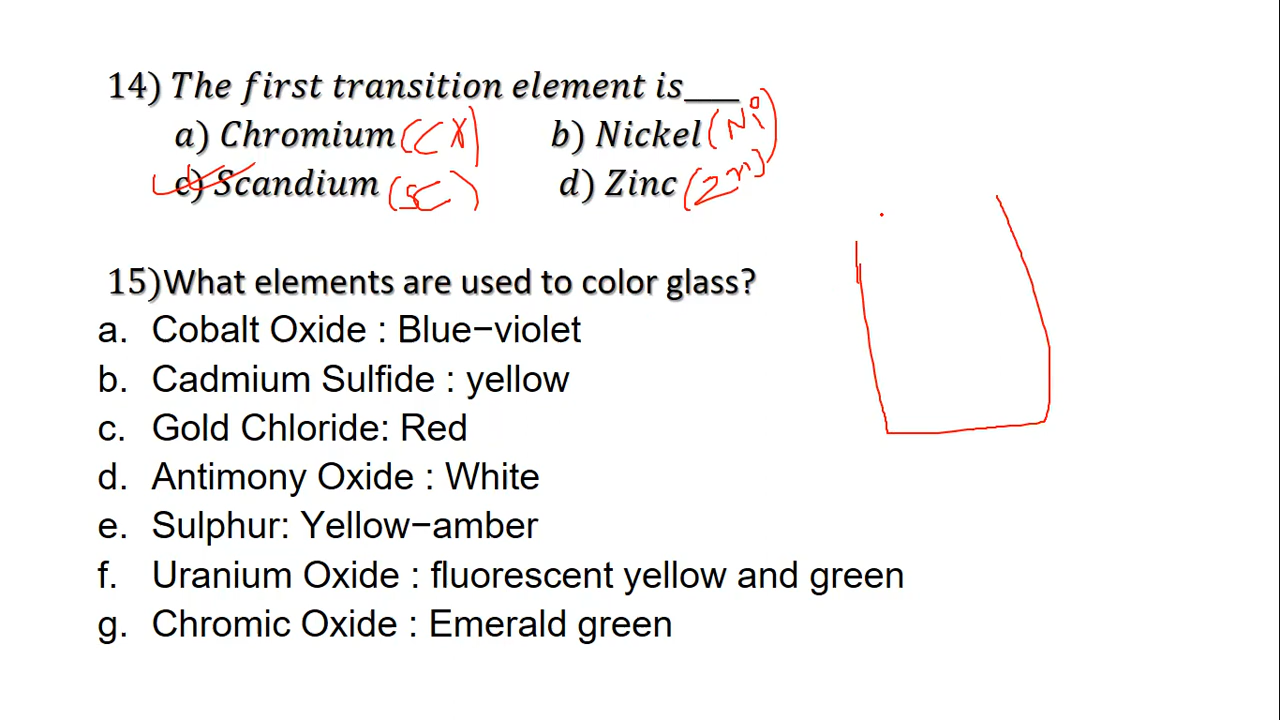 14) The first transition element is____
a) Chromium (Cr) b) Nickel (Ni)
c) Scandium (SC) d) Zinc (Zn)
15)What elements are used to color glass?
a. Cobalt Oxide : Blue−violet
b. Cadmium Sulfide : yellow
c. Gold Chloride: Red
d. Antimony Oxide : White
e. Sulphur: Yellow−amber
f. Uranium Oxide : fluorescent yellow and green
g. Chromic Oxide : Emerald green